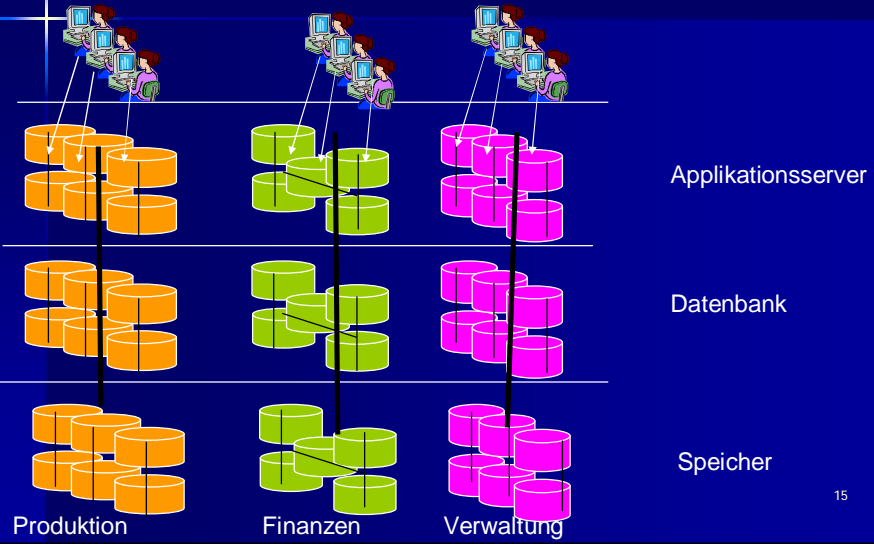 Applikationsserver
Datenbank
Speicher
15
Produktion Finanzen Verwaltung